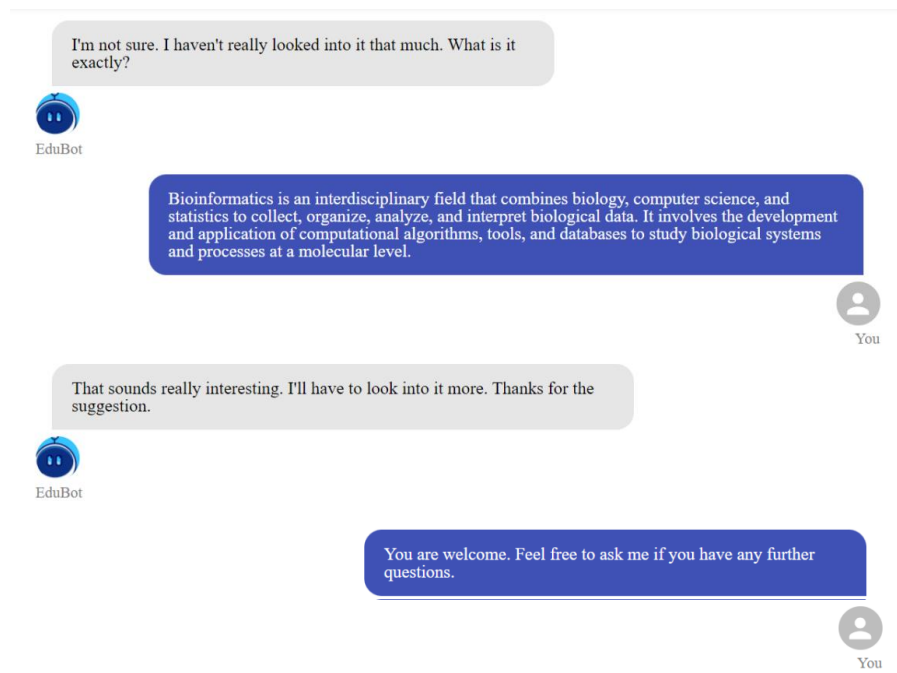 I'm not sure. I haven't really looked into it that much. What is it
exactly?
EduBot
Bioinformatics is an interdisciplinary field that combines biology, computer science, and
statistics to collect, organize, analyze, and interpret biological data. It involves the development
and application of computational algorithms, tools, and databases to study biological systems
and processes at a molecular level.
You
That sounds really interesting. I'll have to look into it more. Thanks for the
suggestion.
EduBot
You are welcome. Feel free to ask me if you have any further
questions.
You